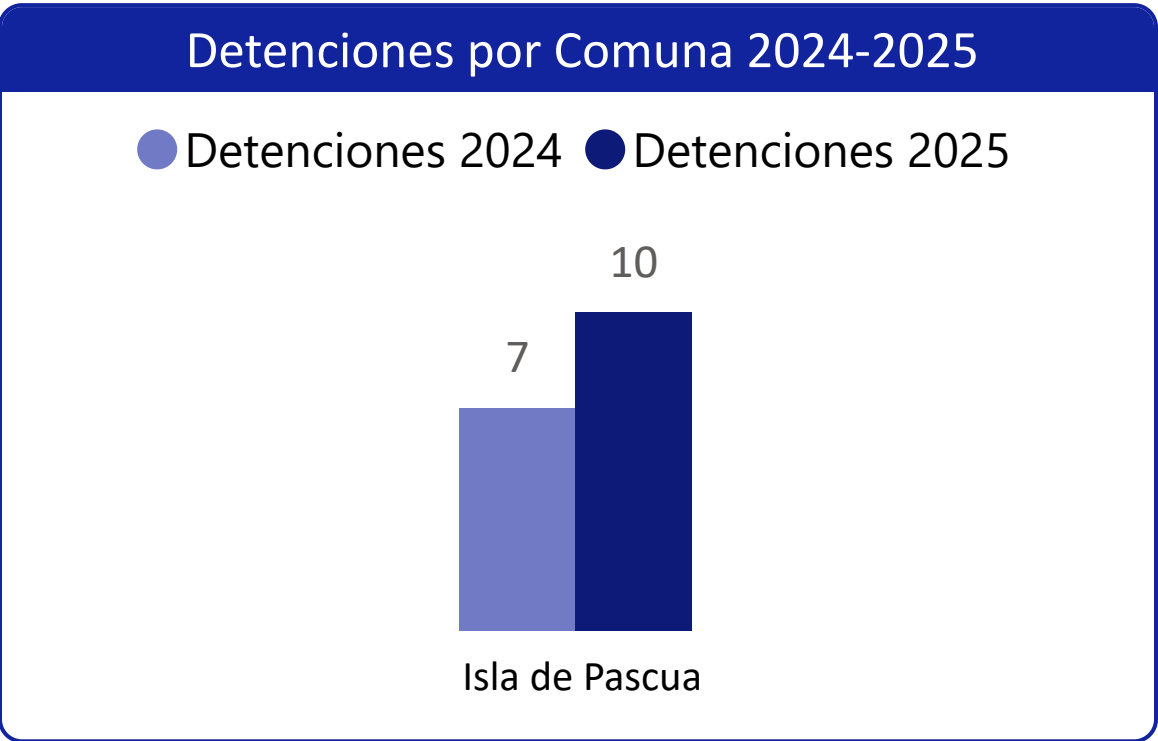 Detenciones por Comuna 2024-2025
Detenciones 2024 Detenciones 2025
10
7
Isla de Pascua